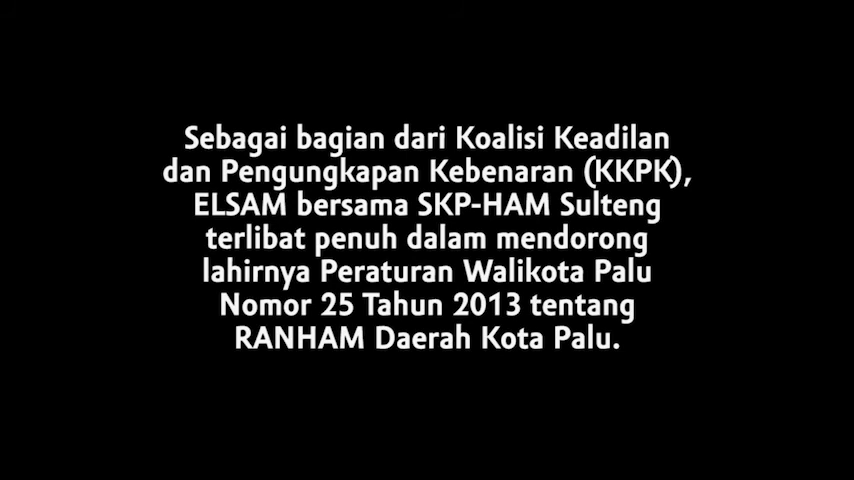 Sebagai bagian dari Koalisi Keadilan
dan Pengungkapan Kebenaran (KKPK),
ELSAM bersama SKP-HAM Sulteng
terlibat penuh dalam mendorong
lahirnya Peraturan Walikota Palu
Nomor 25 Tahun 2013 tentang
RANHAM Daerah Kota Palu.